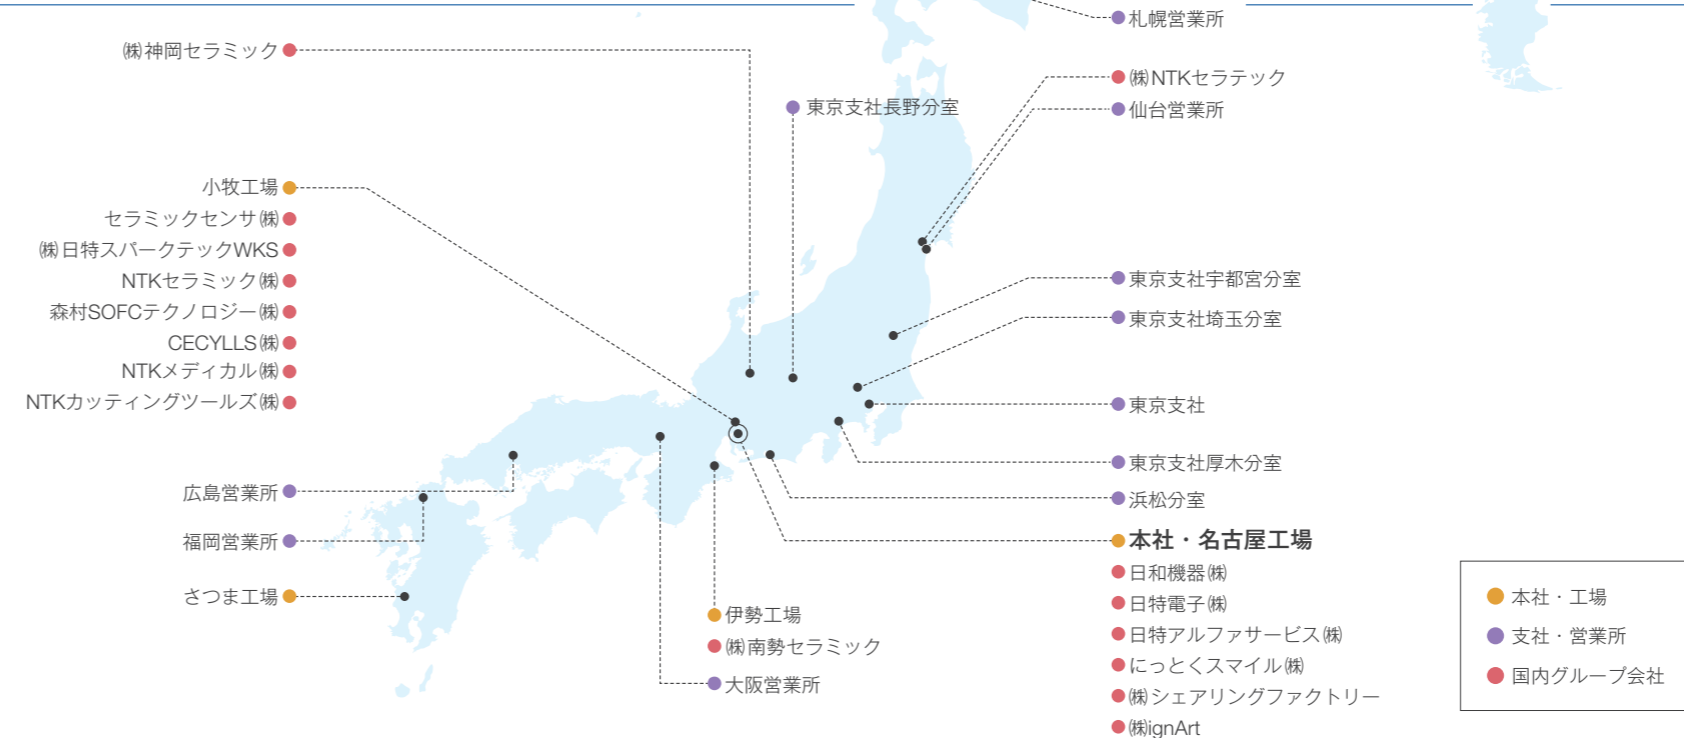 ㈱神岡セラミック
小牧工場
セラミックセンサ㈱
㈱日特スパークテックWKS
NTKセラミック㈱
森村SOFCテクノロジー㈱
CECYLLS㈱
NTKメディカル㈱
NTKカッティングツールズ㈱
広島営業所
福岡営業所
さつま工場
東京支社長野分室
伊勢工場
㈱南勢セラミック
大阪営業所
札幌営業所
㈱NTKセラテック
仙台営業所
東京支社宇都宮分室
東京支社埼玉分室
東京支社
東京支社厚木分室
浜松分室
本社・名古屋工場
日和機器㈱
日特電子㈱
日特アルファサービス㈱
にっとくスマイル㈱
㈱シェアリングファクトリー
㈱ignArt
本社・工場
支社・営業所
国内グループ会社